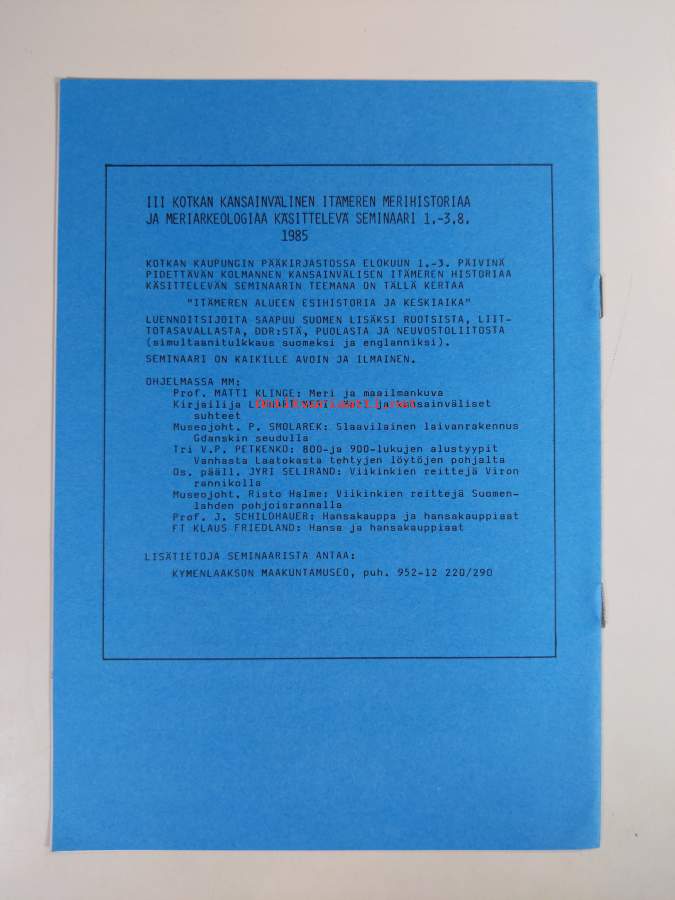 III KOTKAN KANSAINVÄLINEN ITÄMEREN MERIHISTORIAA
JA MERIARKEOLOGIAA KÄSITTELEVÄ SEMINAARI 1.-3.8.
1985
KOTKAN KAUPUNGIN PÄÄKIRJASTOSSA ELOKUUN 1.-3. PÄIVINÄ
PIDETTÄVÄN KOLMANNEN KANSAINVÄLISEN ITÄMEREN HISTORIAA
KÄSITTELEVÄN SEMINAARIN TEEMANA ON TÄLLÄ KERTAA
"ITÄMEREN ALUEEN ESIHISTORIA JA KESKIAIKA"
LUENNOITSIJOITA SAAPUU SUOMEN LISÄKSI RUOTSISTA, LIIT-
TOTASAVALLASTA, DDR:STÄ, PUOLASTA JA NEUVOSTOLIITOSTA
(simultaanitulkkaus suomeksi ja englanniksi).
SEMINAARI ON KAIKILLE AVOIN JA ILMAINEN.
OHJELMASSA MM:
Prof. MATTI KLINGE: Meri ja maailmankuva
Kirjailija ja kansainväliset
suhteet
Museojoht. P. SMOLAREK: Slaavilainen laivanrakennus
Gdanskin seudulla
Tri V.P. PETKENKO: 800-ja 900-lukujen alustyypit
Vanhasta Laatokasta tehtyjen löytöjen pohjalta
Os. pääll. JYRI SELIRAND: Viikinkien reittejä Viron
rannikolla
Museojoht. Risto Halme: Viikinkien reittejä Suomen-
lahden pohjoisrannalla
Prof. J. SCHILDHAUER: Hansakauppa ja hansakauppiaat
FT KLAUS FRIEDLAND: Hansa ja hansakauppiaat
LISÄTIETOJA SEMINAARISTA ANTAA:
KYMENLAAKSON MAAKUNTAMUSEO, puh. 952-12 220/290